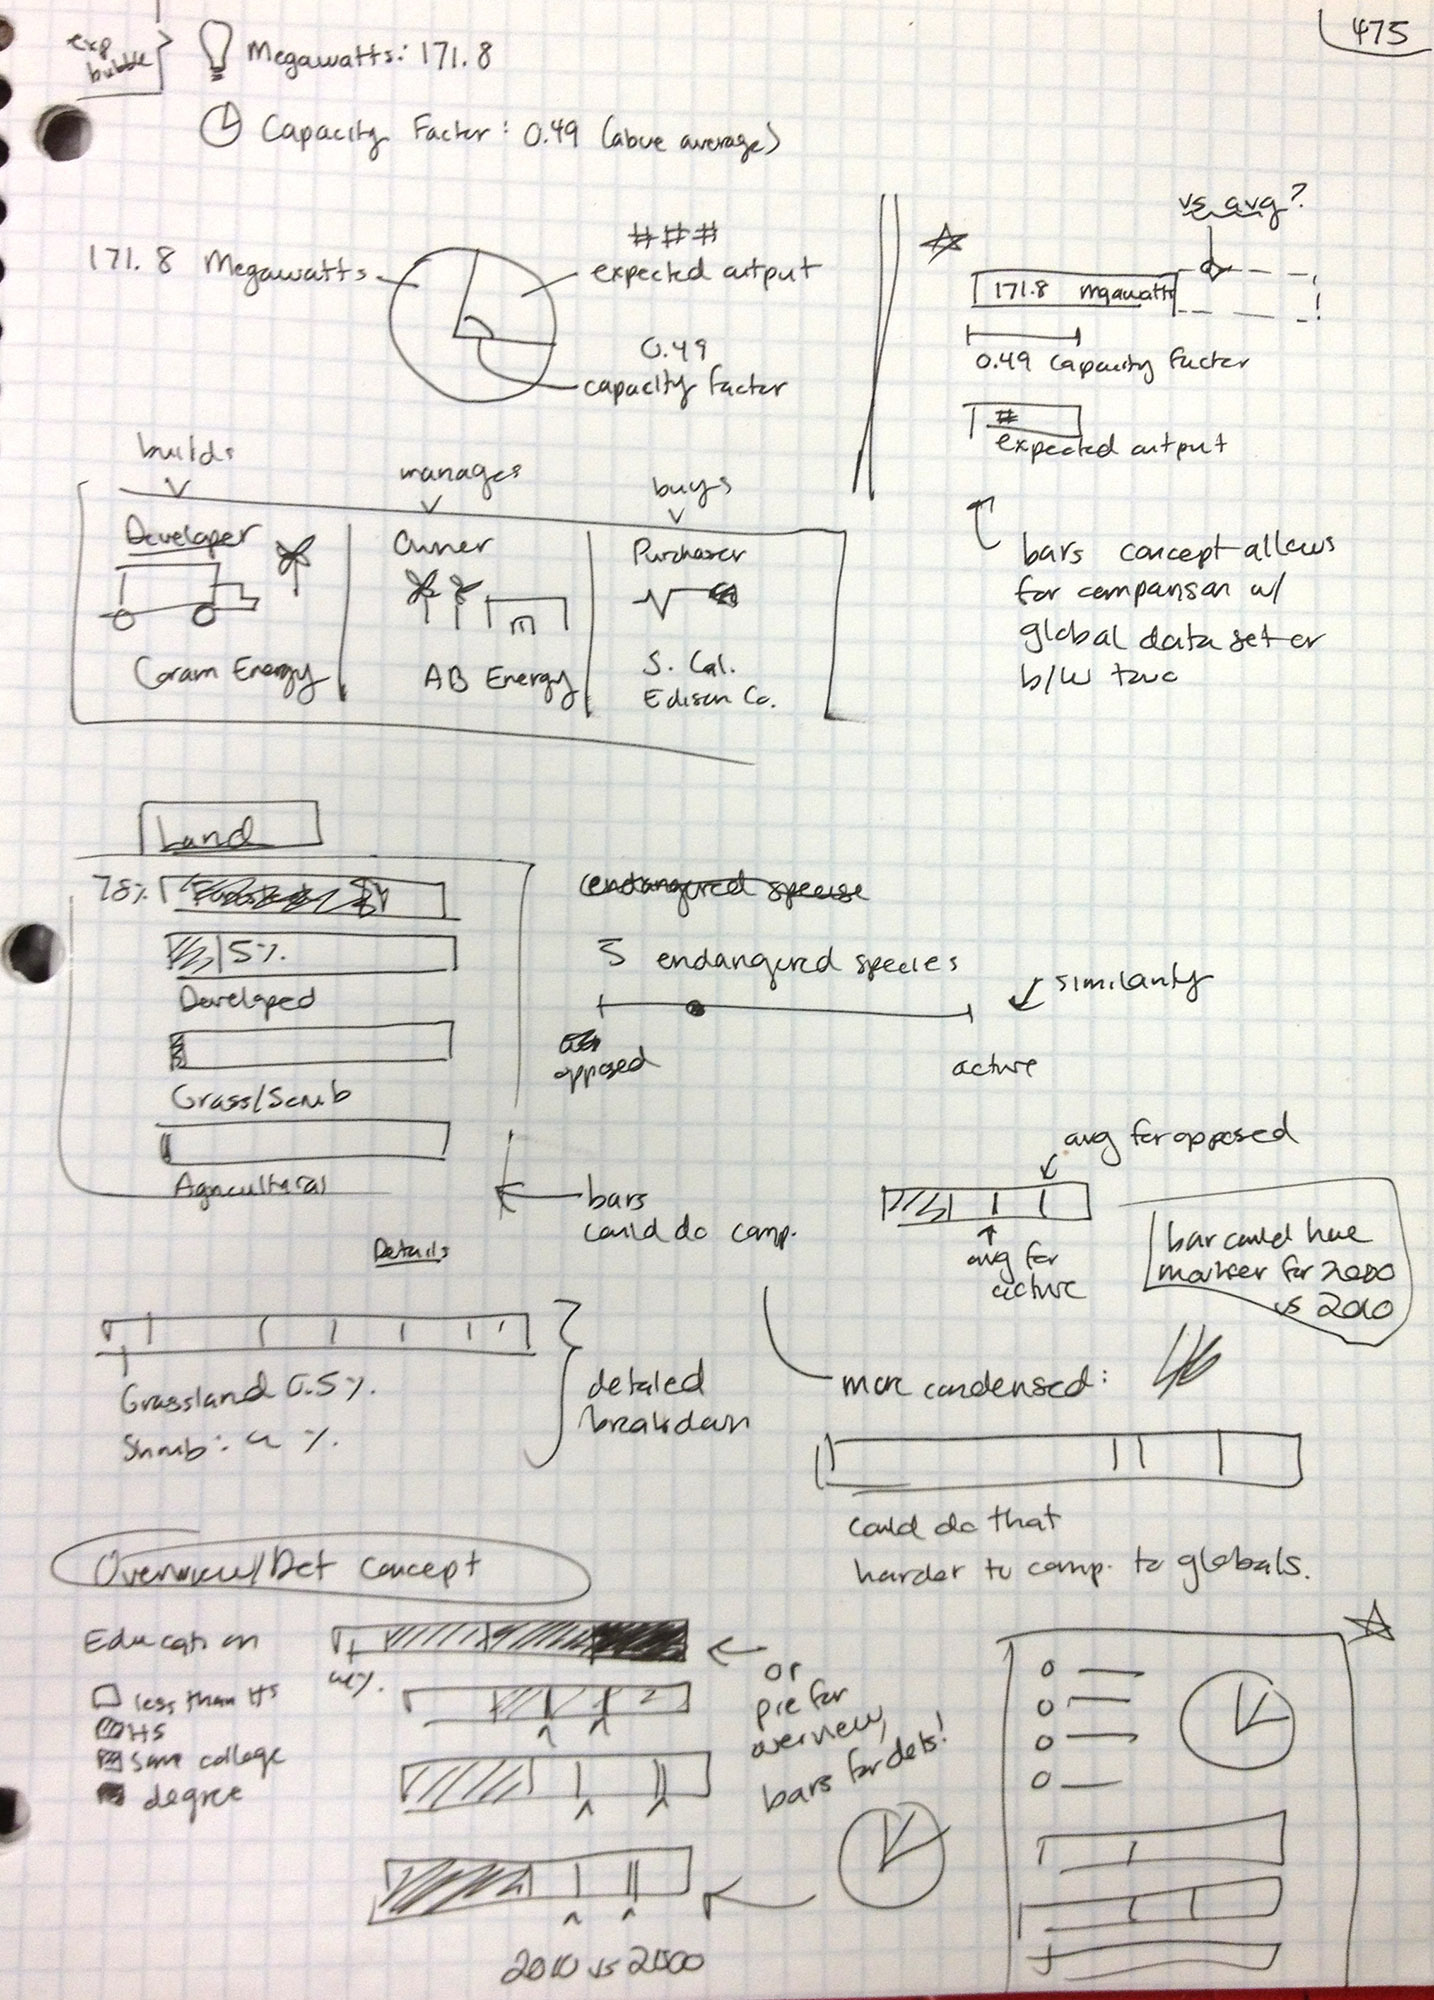 475
exp
bubble
Megawatts: 171.8
Capacity Factor: 0.49 (above average)
171.8 Megawatts
###
expected output
0.49
capacity factor
vs avg?
171.8 mgawatts
0.49 capacity factor
#
expected output
bars concept allows
for comparison w/
global data set or
b/w two
builds
manages
buys
Developer
Owner
Purchaser
Coram Energy
AB Energy
S. Cal.
Edison Co.
Land
78%
5%
Developed
Grass/Scrub
Agricultural
endangured speciese
5 endangured species
similarity
opposed
active
bars
could do comp.
avg for opposed
avg for
active
bar could have
marker for 2000
vs 2010
Details
Grassland 0.5%.
Shrub: 4%.
detailed
breakdown
more condensed:
could do that
harder to comp. to globals.
Overview/Det concept
Education
less than HS
HS
some college
degree
4%.
or
pie for
overview,
bars for dets!
2010 vs 2000